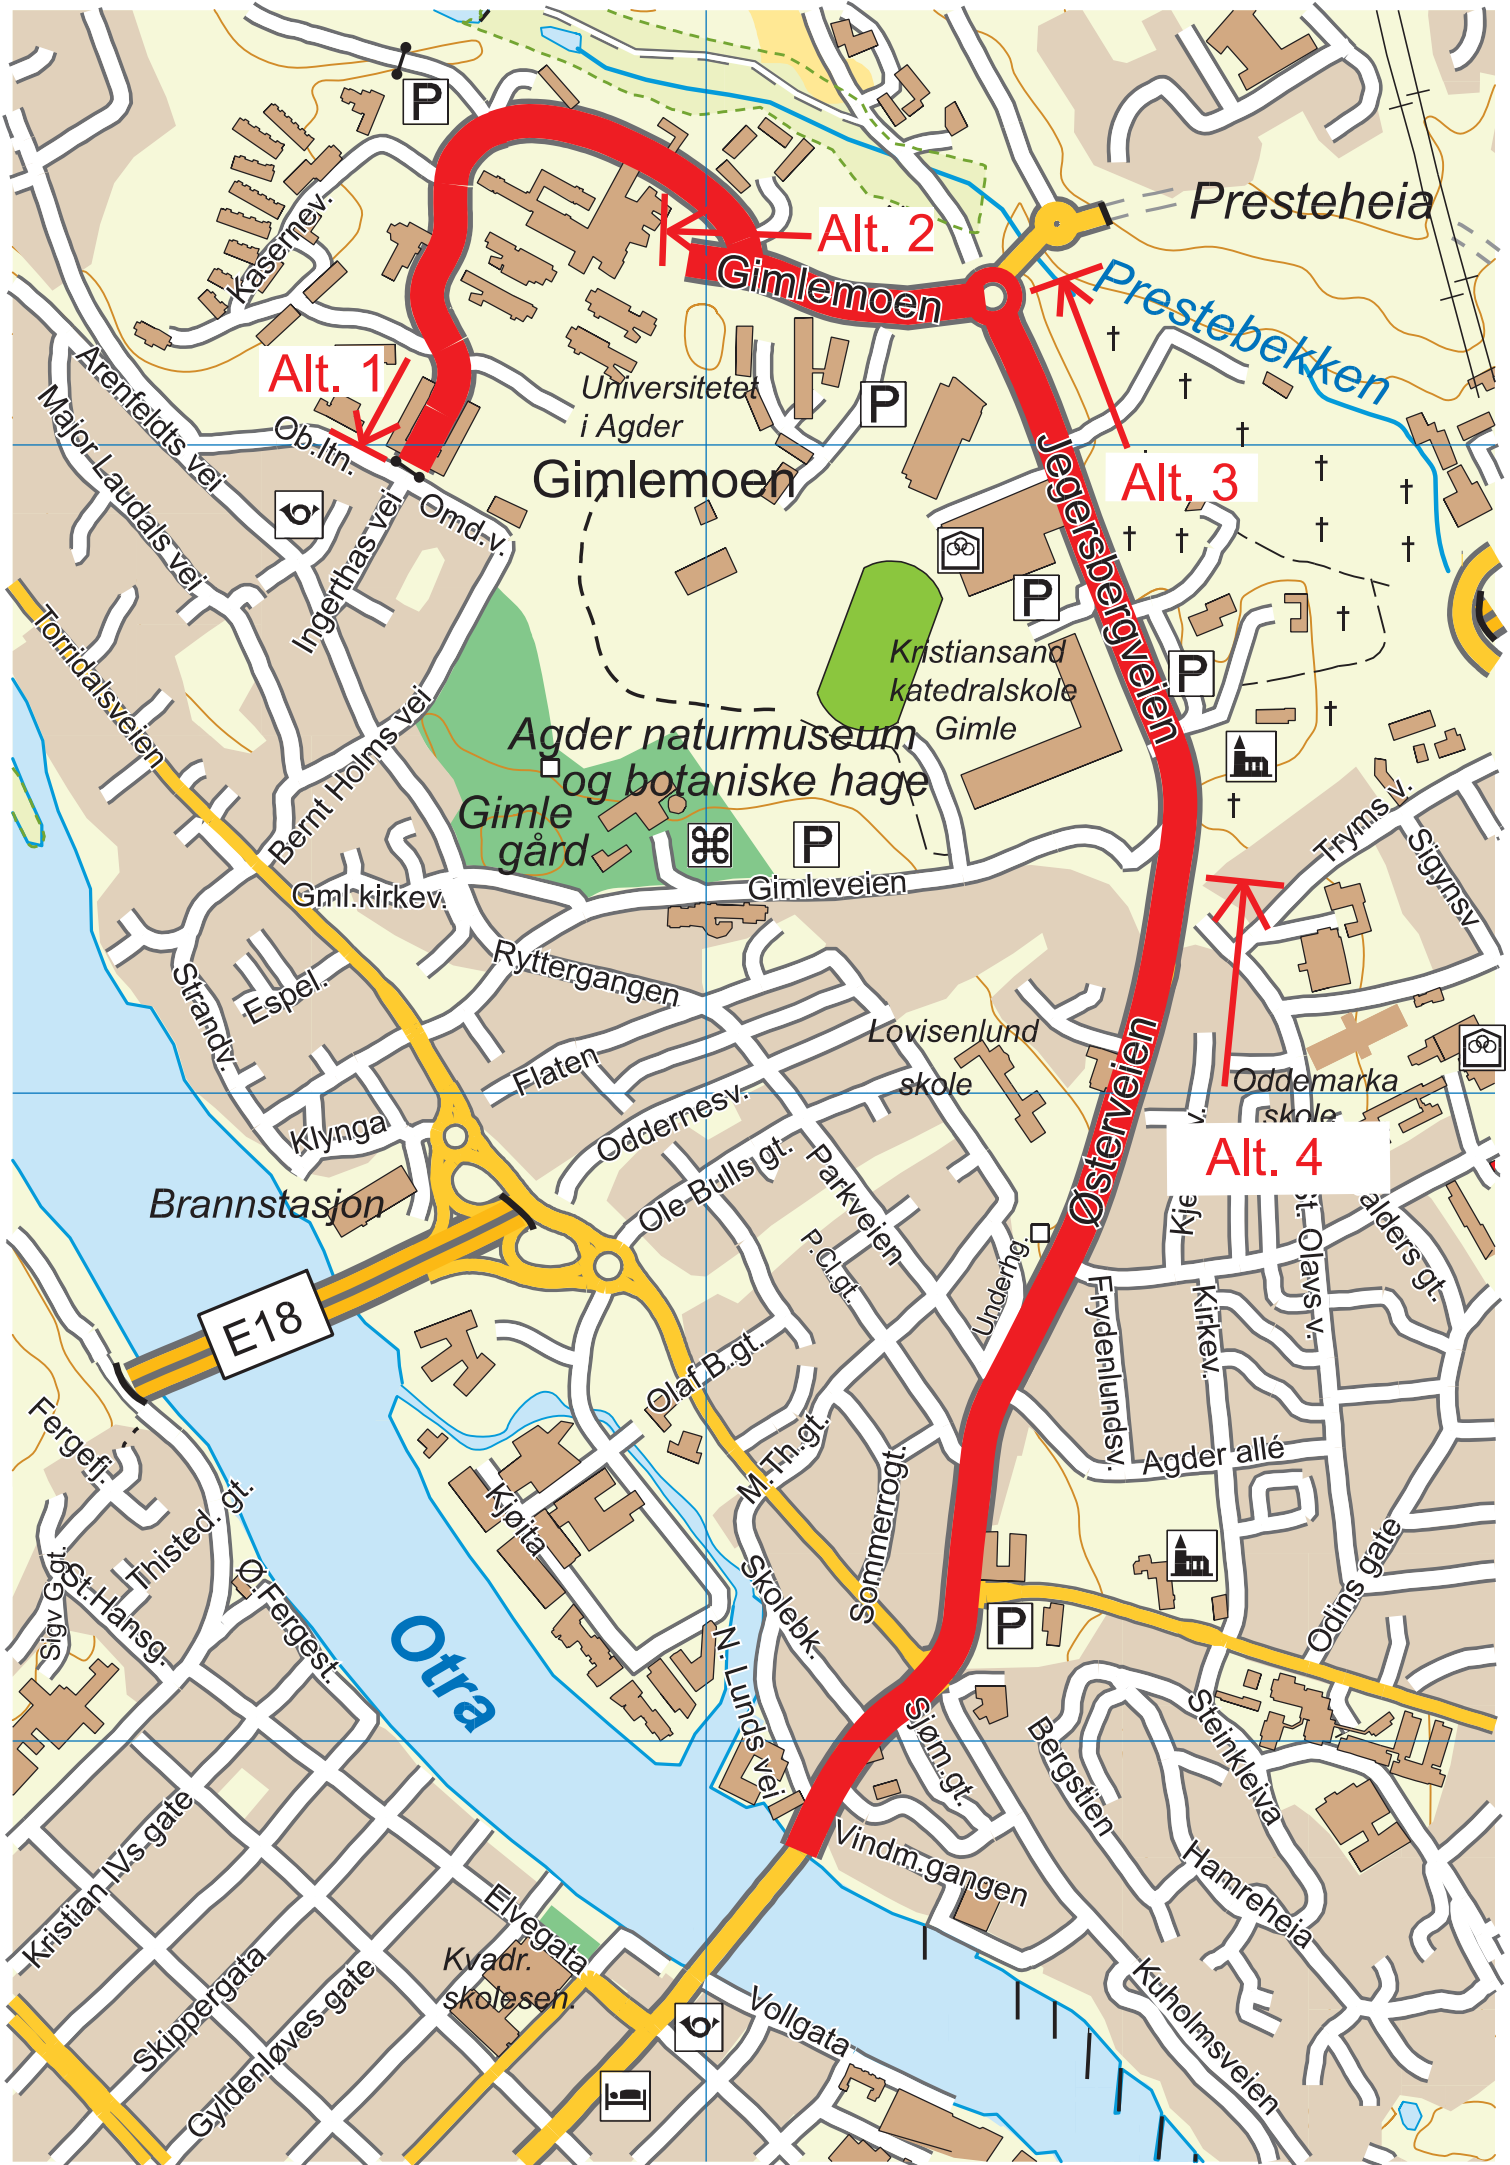 P
Presteheia
Kasernev.
Alt. 2
Gimlemoen
Prestebekken
Alt. 1
Arenfeldts vei
Major Laudals vei
Universitetet
i Agder
P
Ob.ltn.
Omd.v.
Gimlemoen
Jegersbergveien
Alt. 3
Ingerthas vei
P
Torridalsveien
Kristiansand
katedralskole
Gimle
P
Bernt Holms vei
Agder naturmuseum
og botaniske hage
Gimle
gård
P
Tryms v.
Sigynsv
Gml.kirkev.
Gimleveien
Ryttergangen
Strandv.
Espel.
Lovisenlund
skole
Østerveien
Flaten
Oddernesv.
Oddemarka
skole
Klynga
Ole Bulls gt.
Parkveien
Alt. 4
Brannstasjon
P.Cl.gt.
Underhg.
Kje
v.
St. Olavs v.
alders gt.
E18
Frydenlundsv.
Kirkev.
Olaf B.gt.
Fergefj.
M.Th.gt.
Sommerrogt.
Agder allé
Kjøita
Thisted. gt.
Sigv G.gt.
St.Hansg.
Ø.Fergest.
Skolebk.
Odins gate
P
Otra
N. Lunds vei
Sjøm.gt.
Bergstien
Steinkleiva
Kristian IVs gate
Vindm.gangen
Hamreheia
Elvegata
Kvadr.
skolesen.
Skippergata
Gyldenløves gate
Vollgata
Kuholmsveien